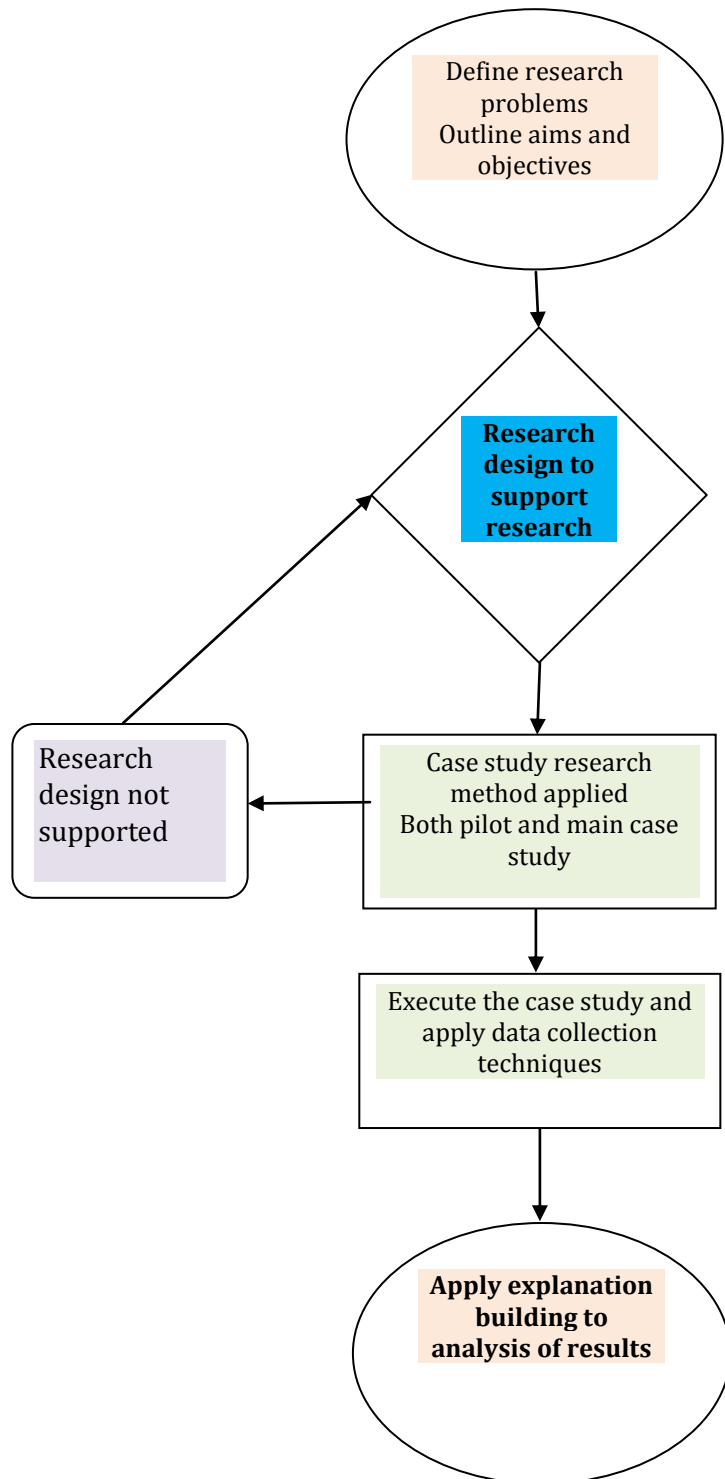 Define research
problems
Outline aims and
objectives
Research
design to
support
research
Research
design not
supported
Case study research
method applied
Both pilot and main case
study
Execute the case study and
apply data collection
techniques
Apply explanation
building to
analysis of results